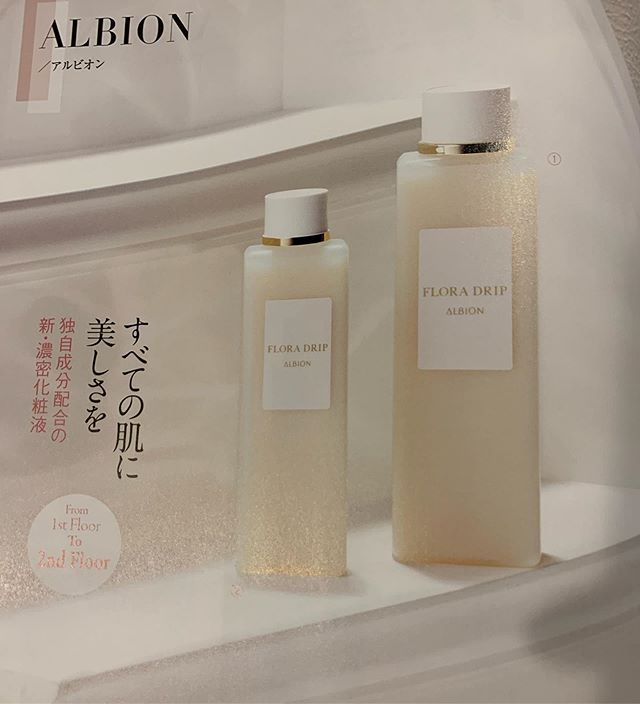 ALBION
／アルビオン
①
FLORA DRIP
ALBION
FLORA DRIP
ALBION
すべての肌に
美しさを
独自成分配合の
新・濃密化粧液
From
1st Floor
To
2nd Floor